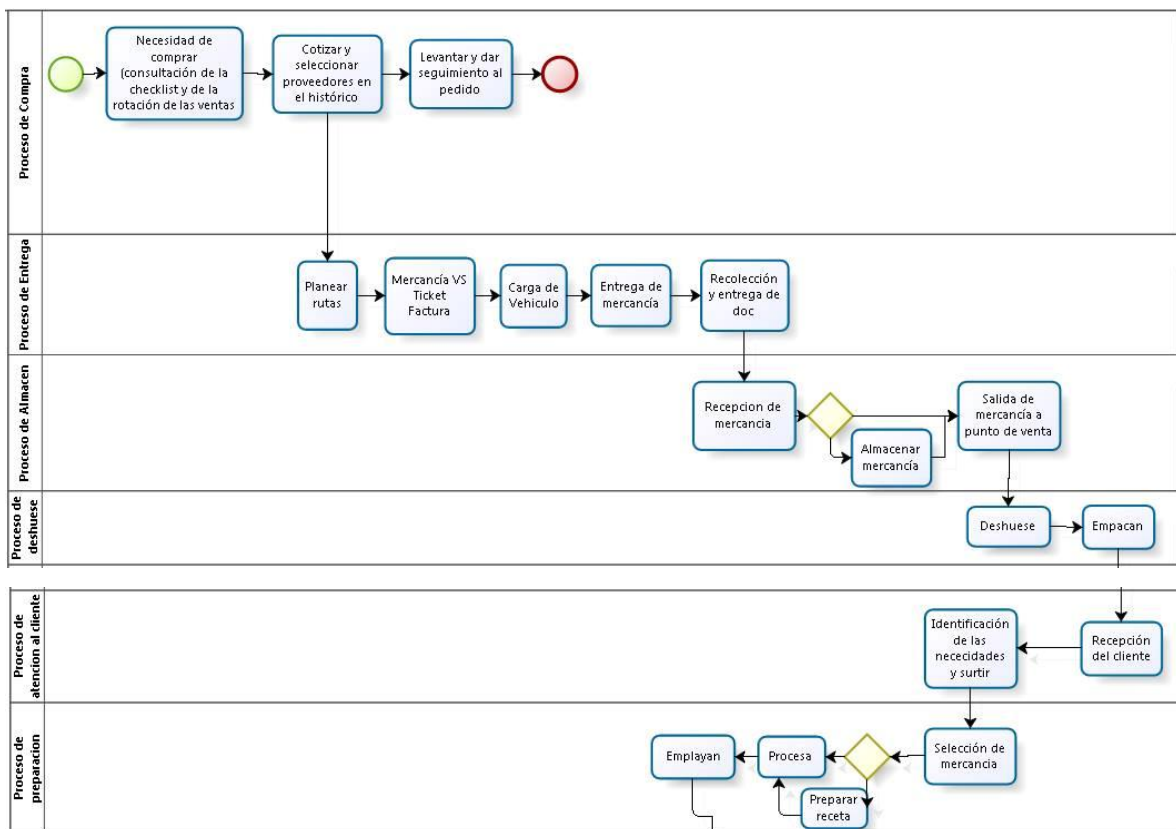 Proceso de Compra
Necesidad de
comprar
(consultación de la
checklist y de la
rotación de las ventas
Cotizar y
seleccionar
proveedores en
el histórico
Levantar y dar
seguimiento al
pedido
Proceso de Entrega
Planear
rutas
Mercancía VS
Ticket
Factura
Carga de
Vehiculo
Entrega de
mercancía
Recolección
y entrega de
doc
Proceso de Almacen
Recepcion de
mercancia
Almacenar
mercancía
Salida de
mercancía a
punto de venta
Proceso de
deshuese
Deshuese
Empacan
Proceso de
atencion al cliente
Recepción
del cliente
Identificación
de las
nececidades
y surtir
Proceso de
preparacion
Selección de
mercancia
Procesa
Preparar
receta
Emplayan